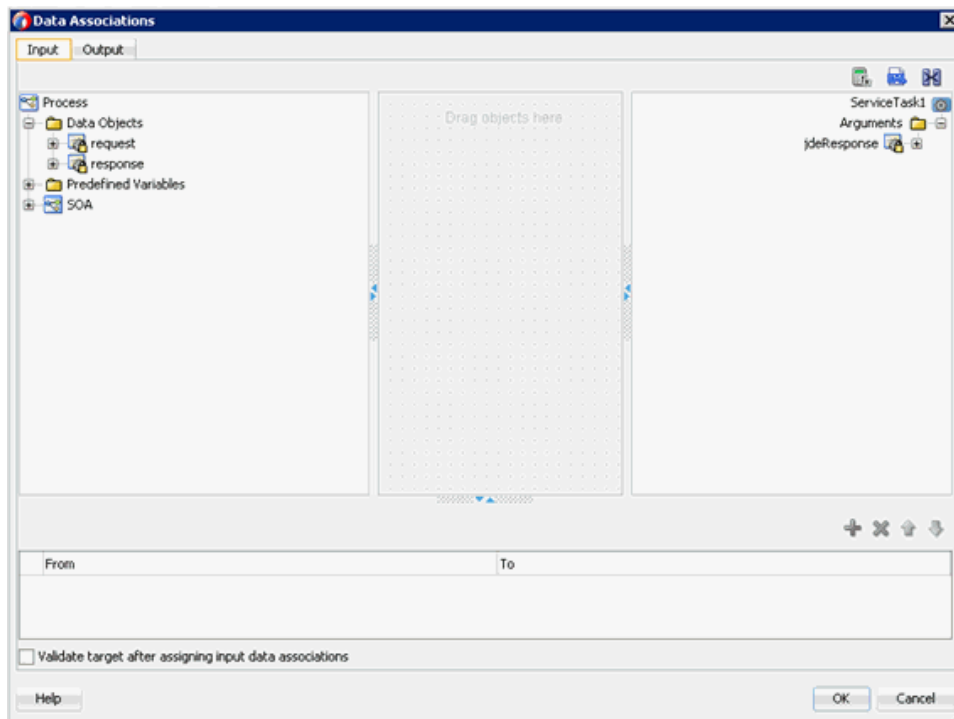 Data Associations
Input Output
Process
Data Objects
request
response
Predefined Variables
SOA
Drag objects here
ServiceTask1
Arguments
jdeResponse
From To
Validate target after assigning input data associations
Help OK Cancel